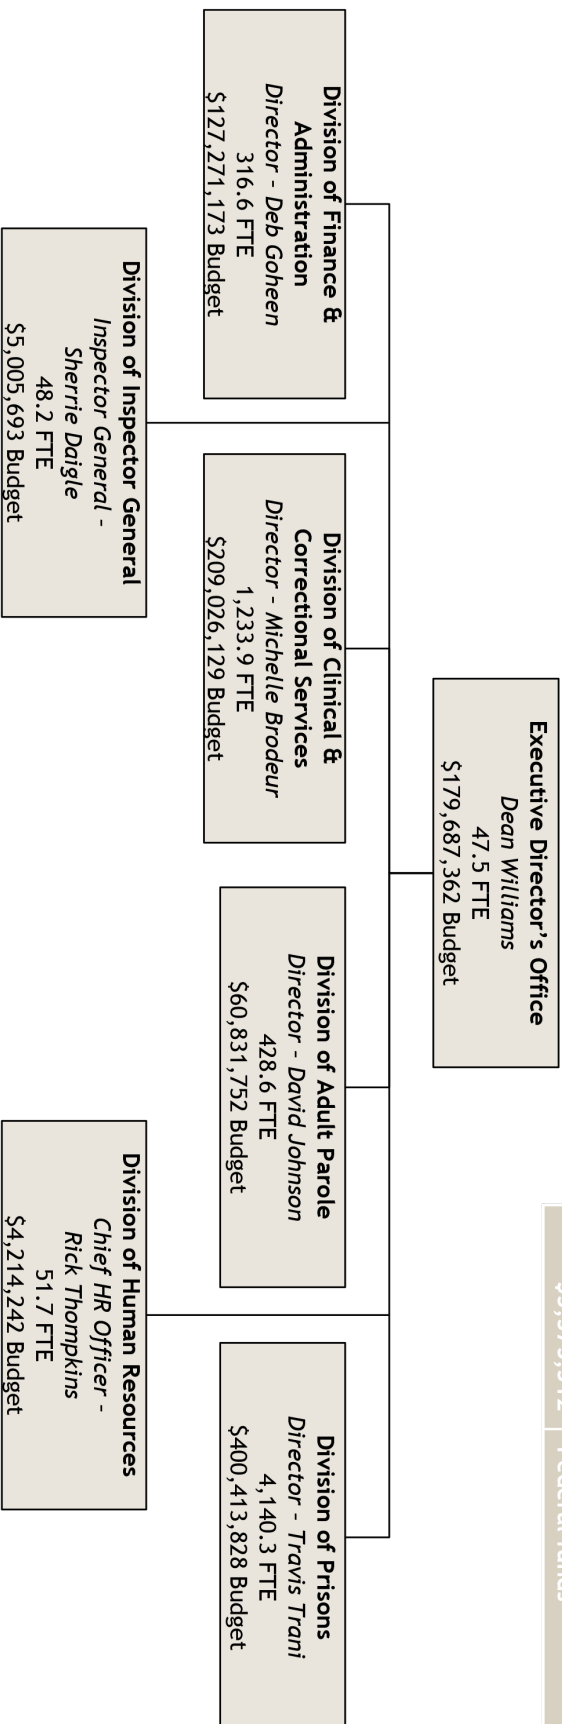 Executive Director's Office
Dean Williams
47.5 FTE
$179,687,362 Budget
Division of Finance &
Administration
Director - Deb Goheen
316.6 FTE
$127,271,173 Budget
Division of Clinical &
Correctional Services
Director - Michelle Brodeur
1,233.9 FTE
$209,026,129 Budget
Division of Adult Parole
Director - David Johnson
428.6 FTE
$60,831,752 Budget
Division of Prisons
Director - Travis Trani
4,140.3 FTE
$400,413,828 Budget
Division of Inspector General
Inspector General -
Sherrie Daigle
48.2 FTE
$5,005,693 Budget
Division of Human Resources
Chief HR Officer -
Rick Thompkins
51.7 FTE
$4,214,242 Budget